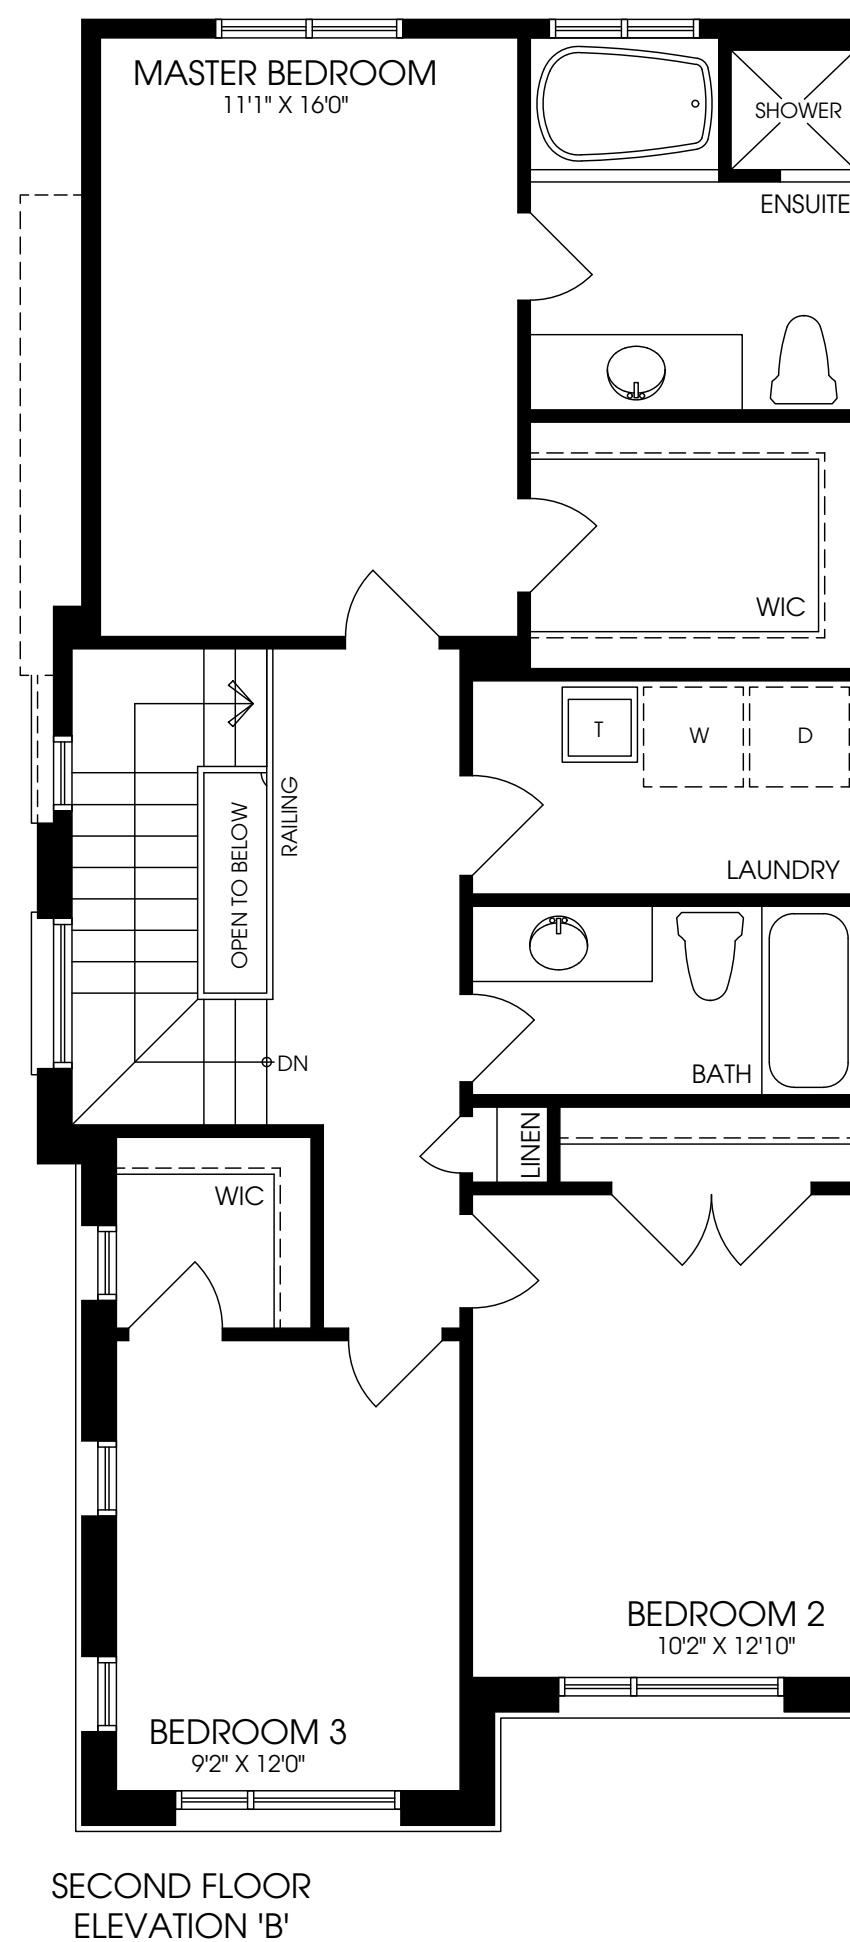 MASTER BEDROOM
11'1" X 16'0"
SHOWER
ENSUITE
WIC
T
W
D
LAUNDRY
RAILING
OPEN TO BELOW
DN
BATH
LINEN
WIC
BEDROOM 2
10'2" X 12'10"
BEDROOM 3
9'2" X 12'0"
SECOND FLOOR
ELEVATION 'B'